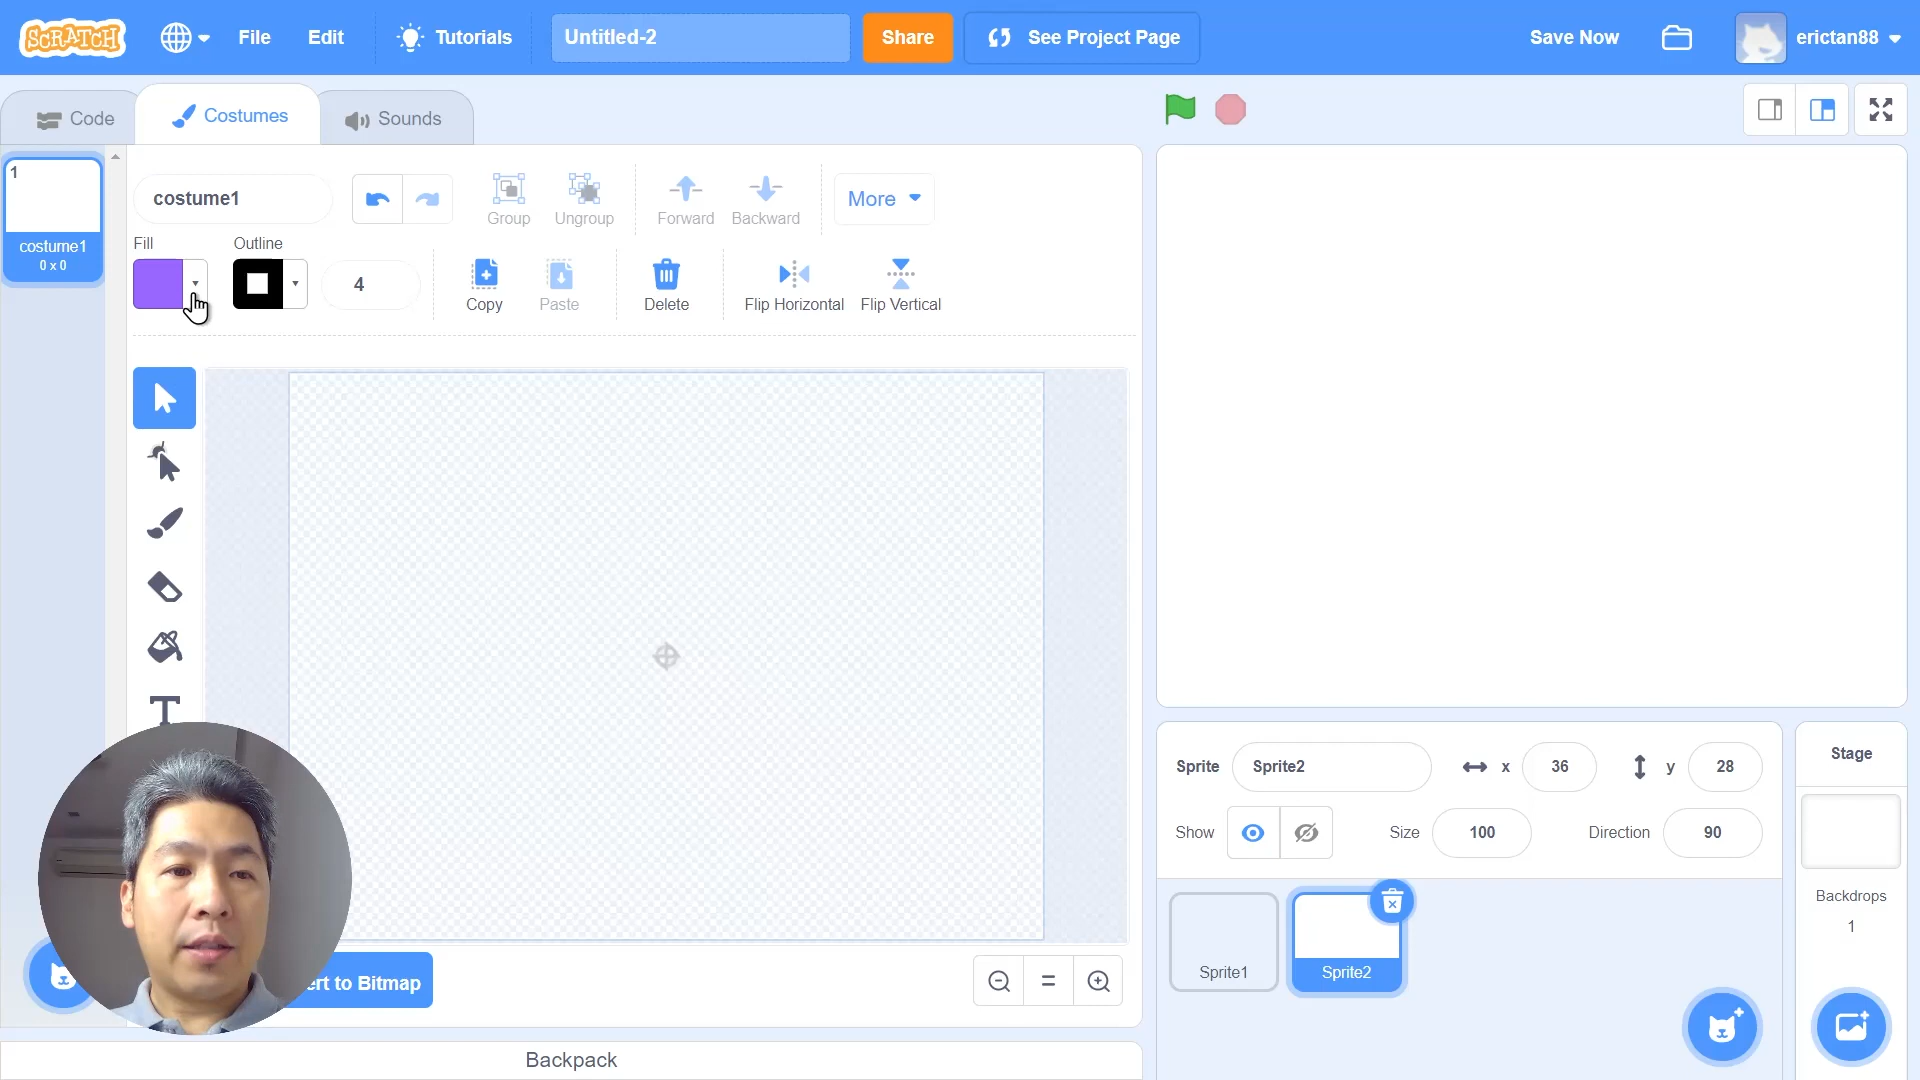 SCRATCH
File
Edit
Tutorials
Untitled-2
Share
See Project Page
Save Now
erictan88
Code
Costumes
Sounds
1
costume1
0 x 0
costume1
Group
Ungroup
Forward
Backward
More
Fill
Outline
4
Copy
Paste
Delete
Flip Horizontal
Flip Vertical
T
ert to Bitmap
Backpack
Sprite
Sprite2
x
36
y
28
Show
Size
100
Direction
90
Sprite1
Sprite2
Stage
Backdrops
1